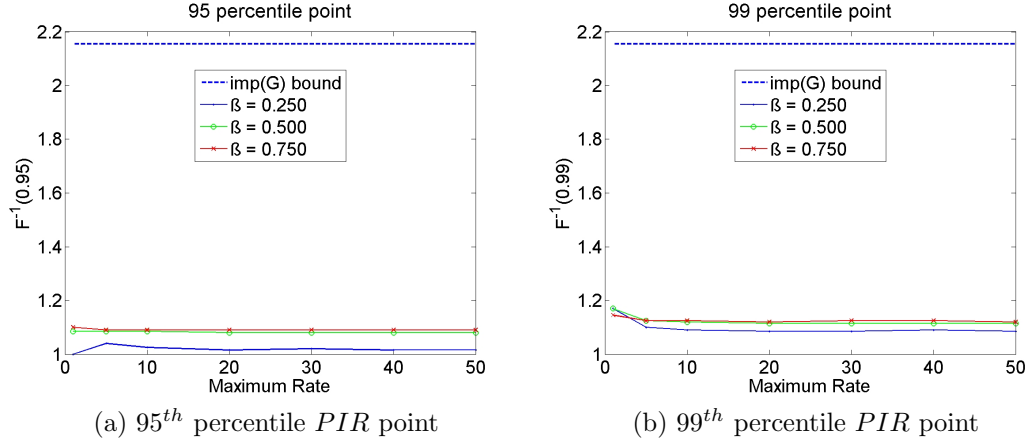 95 percentile point
2.2
2
1.8
1.6
1.4
1.2
1
F⁻¹(0.95)
imp(G) bound
ß = 0.250
ß = 0.500
ß = 0.750
0 10 20 30 40 50
Maximum Rate
(a) 95ᵗʰ percentile PIR point
99 percentile point
2.2
2
1.8
1.6
1.4
1.2
1
F⁻¹(0.99)
imp(G) bound
ß = 0.250
ß = 0.500
ß = 0.750
0 10 20 30 40 50
Maximum Rate
(b) 99ᵗʰ percentile PIR point